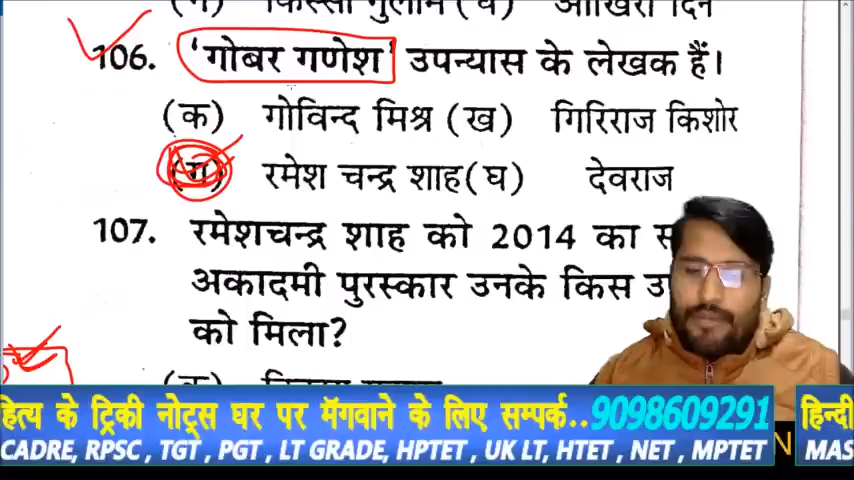 106. 'गोबर गणेश' उपन्यास के लेखक हैं।
(क) गोविन्द मिश्र (ख) गिरिराज किशोर
(ग) रमेश चन्द्र शाह (घ) देवराज
107. रमेशचन्द्र शाह को 2014 का
अकादमी पुरस्कार उनके किस
को मिला?
हित्य के ट्रिकी नोट्स घर पर मॅगवाने के लिए सम्पर्क..9098609291 हिन्दी
CADRE, RPSC , TGT , PGT , LT GRADE, HPTET , UK LT, HTET , NET , MPTET N MAS